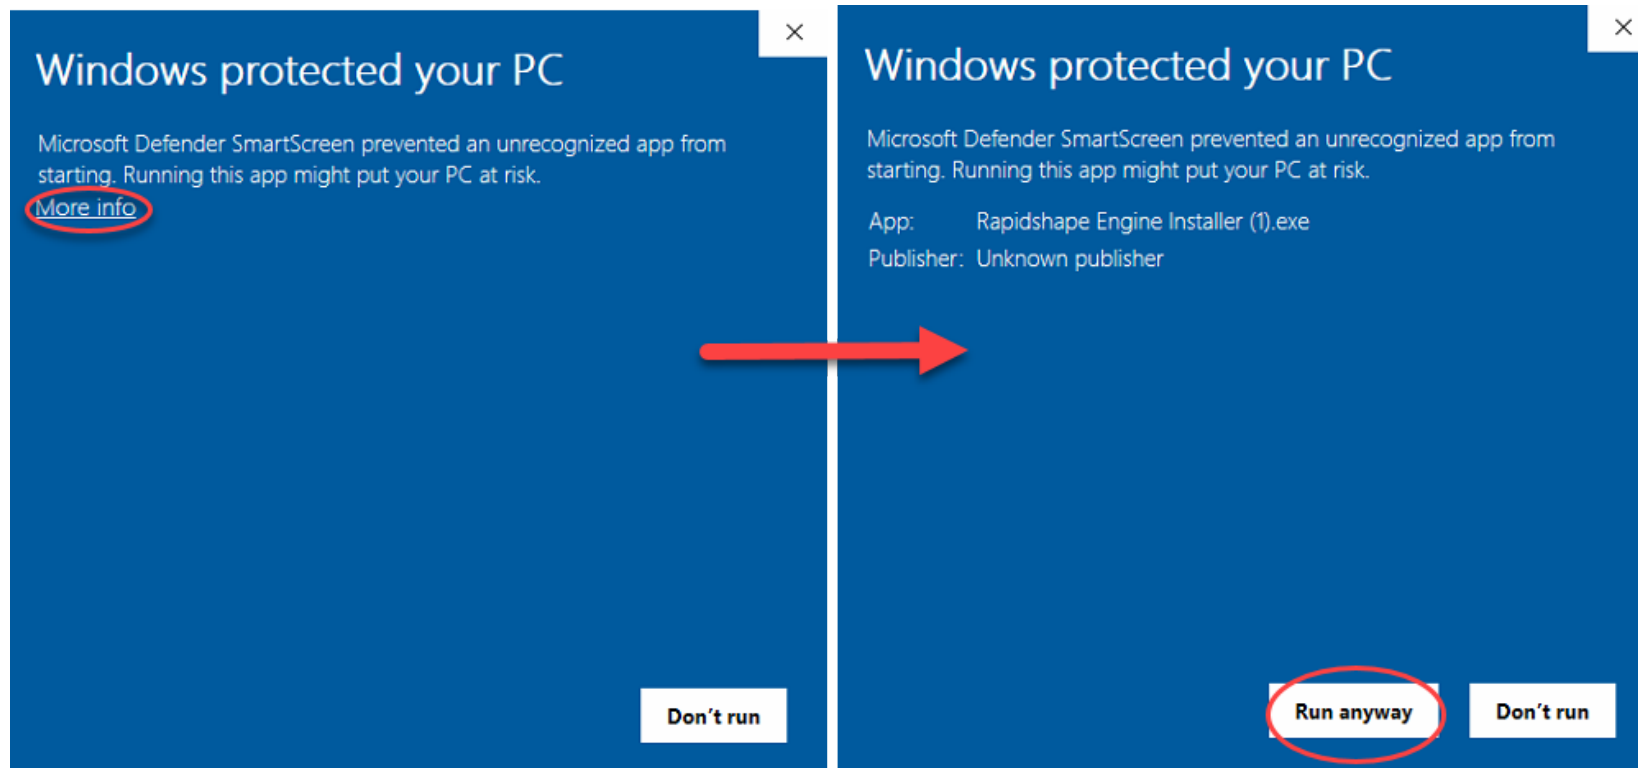 Windows protected your PC
Microsoft Defender SmartScreen prevented an unrecognized app from
starting. Running this app might put your PC at risk.
More info
Don't run
Windows protected your PC
Microsoft Defender SmartScreen prevented an unrecognized app from
starting. Running this app might put your PC at risk.
App: Rapidshape Engine Installer (1).exe
Publisher: Unknown publisher
Run anyway Don't run